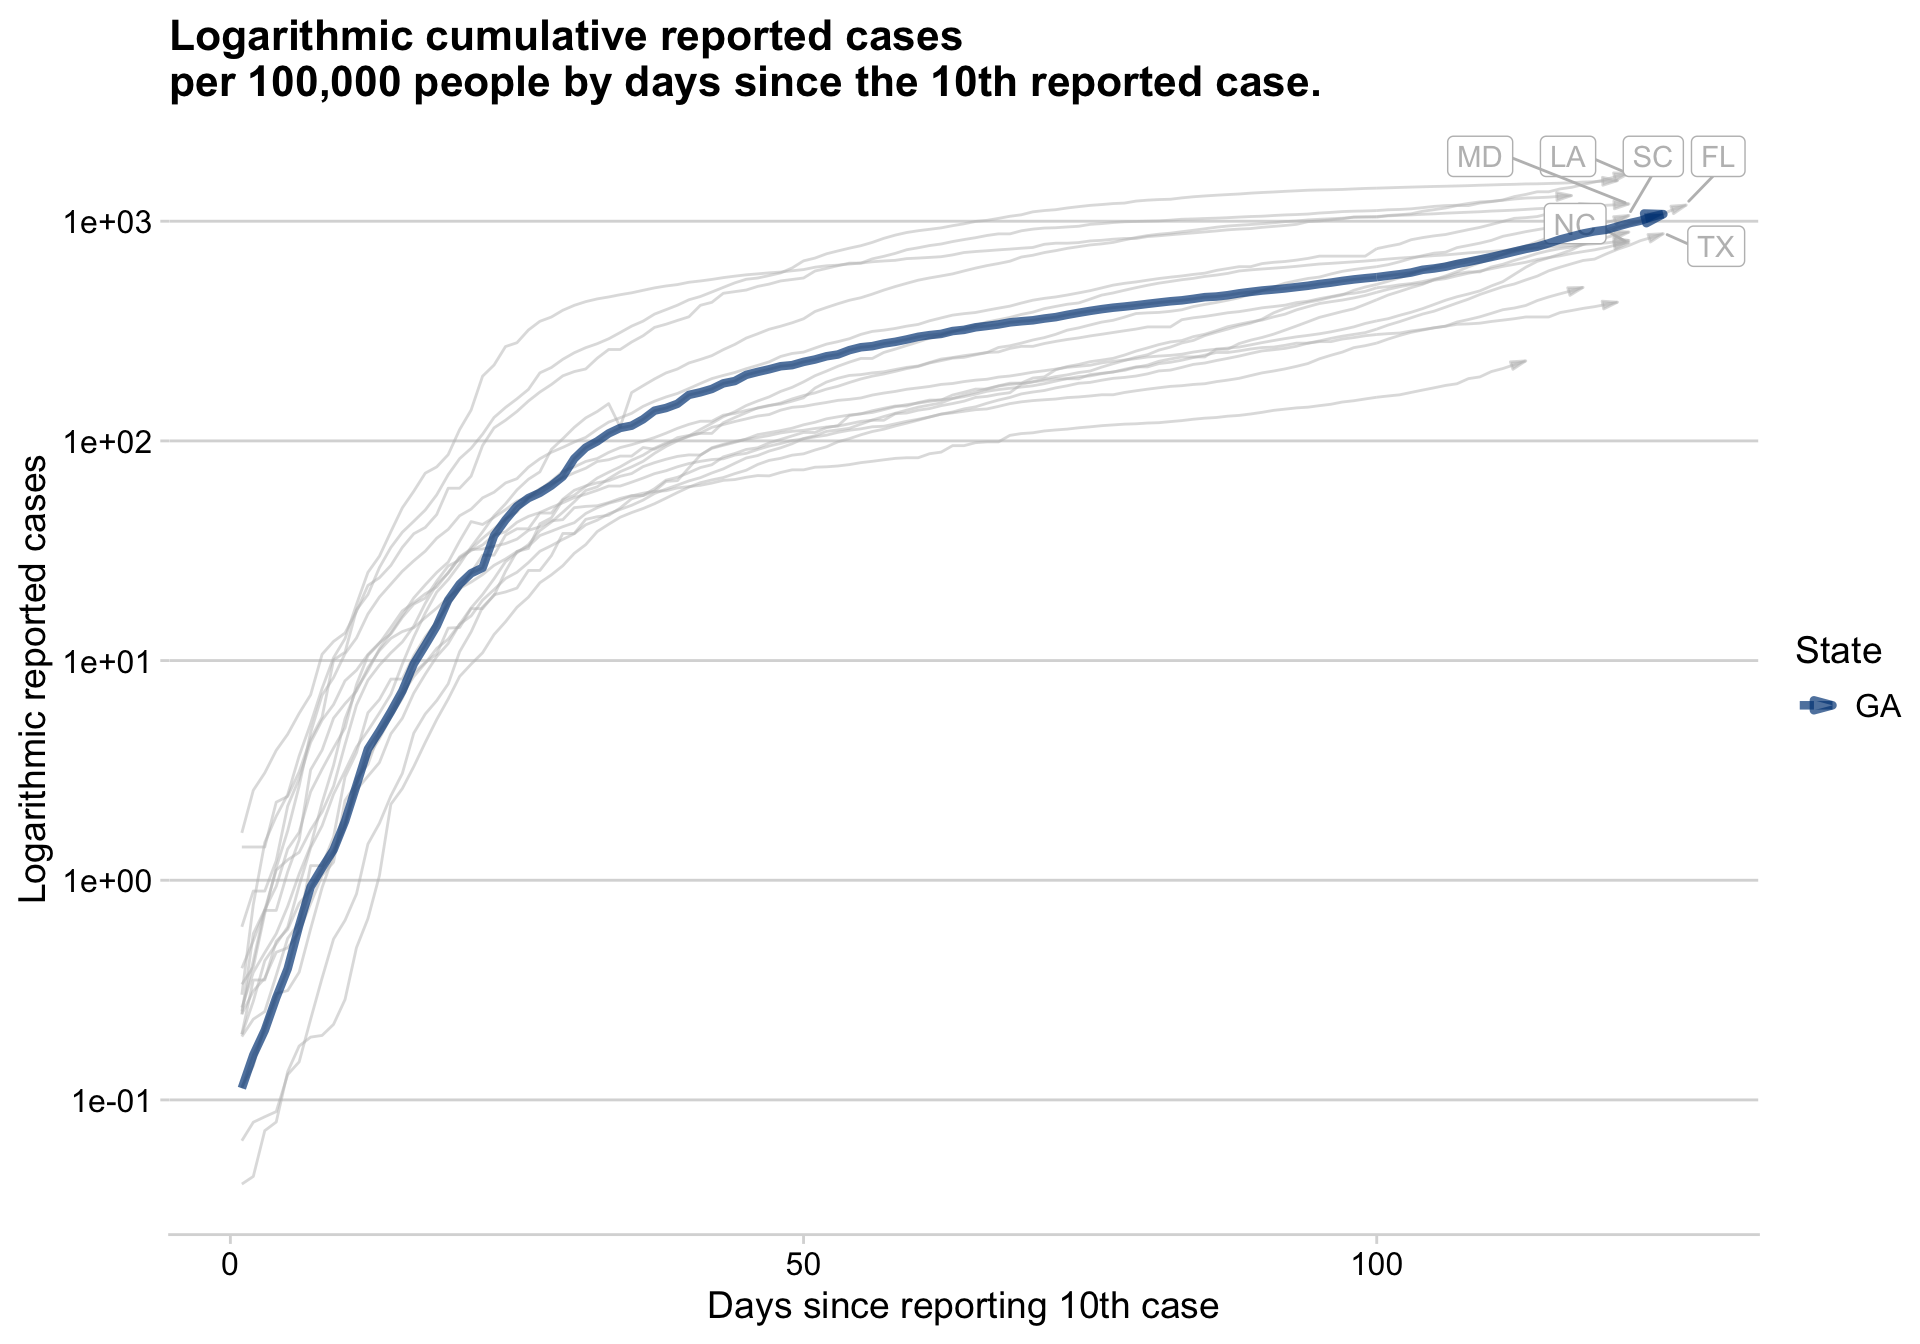 Logarithmic cumulative reported cases
per 100,000 people by days since the 10th reported case.
MD LA SC FL
NC
TX
1e+03
1e+02
1e+01
1e+00
1e-01
Logarithmic reported cases
0 50 100
Days since reporting 10th case
State
GA